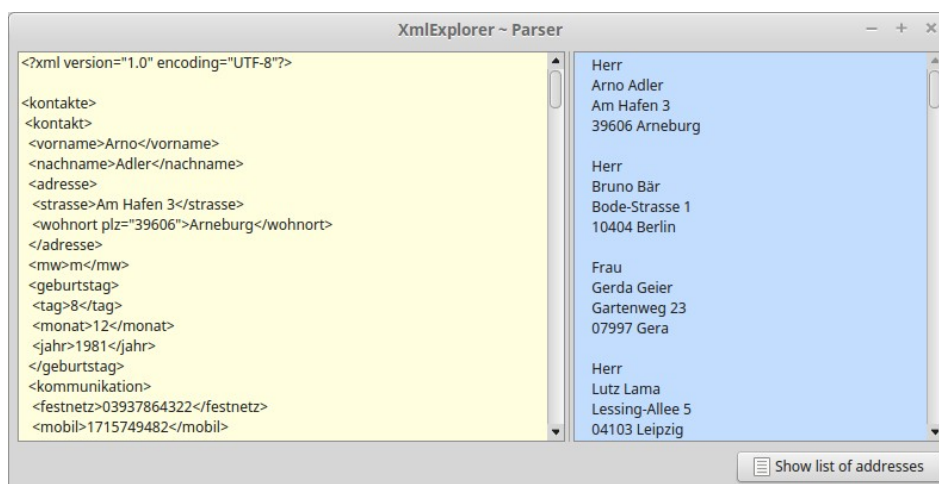 XmlExplorer ~ Parser
<?xml version="1.0" encoding="UTF-8"?>
<kontakte>
<kontakt>
<vorname>Arno</vorname>
<nachname>Adler</nachname>
<adresse>
<strasse>Am Hafen 3</strasse>
<wohnort plz="39606">Arneburg</wohnort>
</adresse>
<mw>m</mw>
<geburtstag>
<tag>8</tag>
<monat>12</monat>
<jahr>1981</jahr>
</geburtstag>
<kommunikation>
<festnetz>03937864322</festnetz>
<mobil>1715749482</mobil>
Herr
Arno Adler
Am Hafen 3
39606 Arneburg
Herr
Bruno Bär
Bode-Strasse 1
10404 Berlin
Frau
Gerda Geier
Gartenweg 23
07997 Gera
Herr
Lutz Lama
Lessing-Allee 5
04103 Leipzig
Show list of addresses